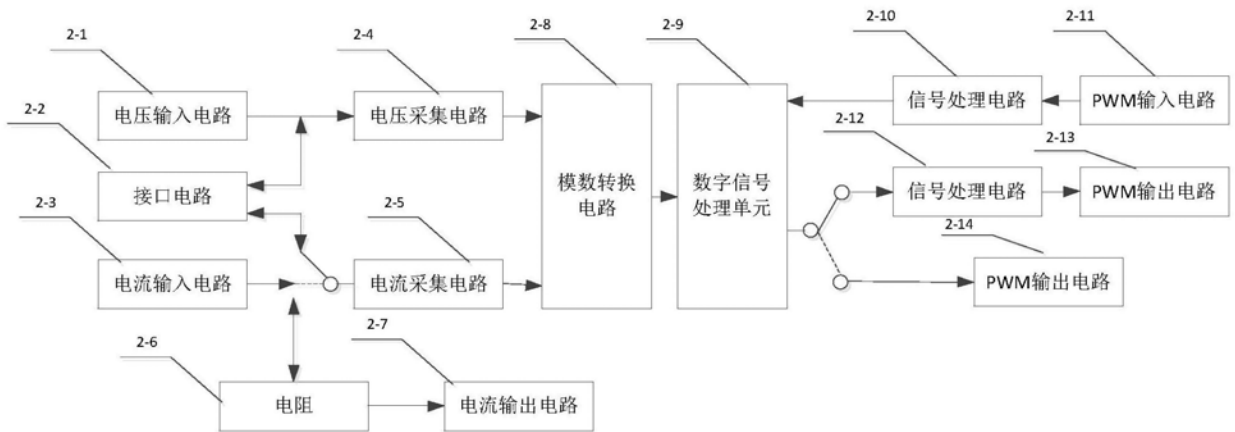 2-1
2-4
2-8
2-9
2-10
2-11
2-2
电压输入电路
电压采集电路
信号处理电路
PWM输入电路
2-12
2-13
接口电路
模数转换
电路
数字信号
处理单元
信号处理电路
PWM输出电路
2-3
2-5
2-14
电流输入电路
电流采集电路
PWM输出电路
2-6
2-7
电阻
电流输出电路